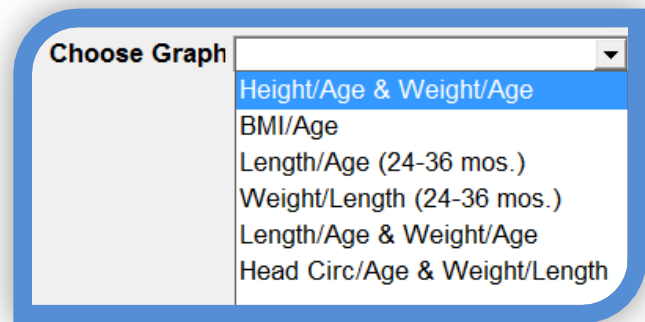 Choose Graph
Height/Age & Weight/Age
BMI/Age
Length/Age (24-36 mos.)
Weight/Length (24-36 mos.)
Length/Age & Weight/Age
Head Circ/Age & Weight/Length